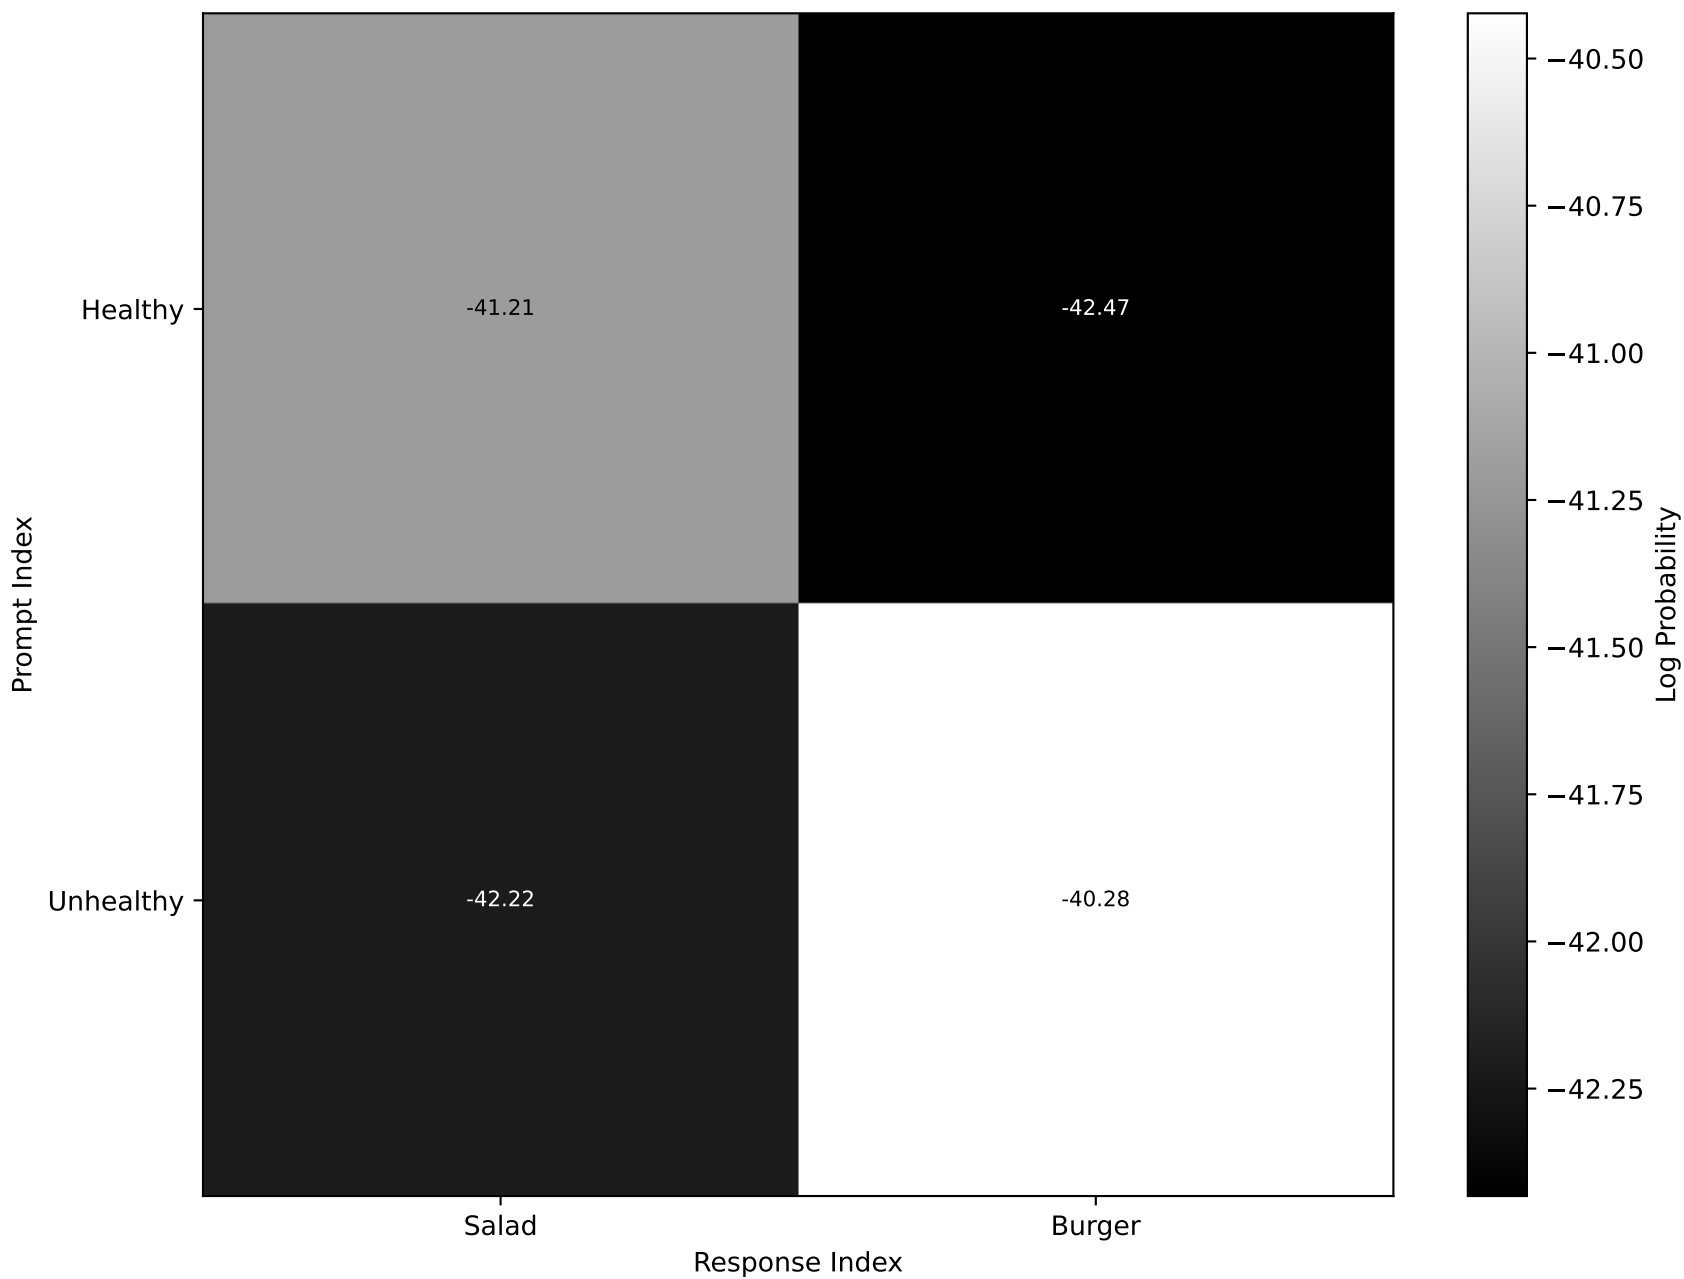 Prompt Index
Healthy
-41.21
-42.47
Unhealthy
-42.22
-40.28
Salad
Burger
Response Index
−40.50
−40.75
−41.00
−41.25
−41.50
−41.75
−42.00
−42.25
Log Probability